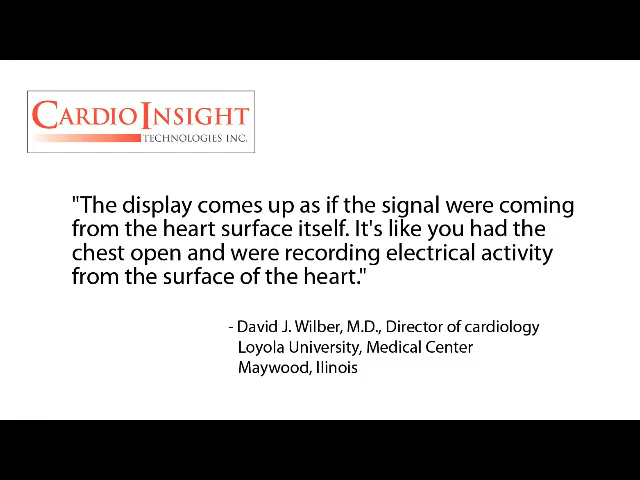 CARDIOINSIGHT
TECHNOLOGIES INC.
"The display comes up as if the signal were coming
from the heart surface itself. It's like you had the
chest open and were recording electrical activity
from the surface of the heart."
- David J. Wilber, M.D., Director of cardiology
Loyola University, Medical Center
Maywood, Ilinois